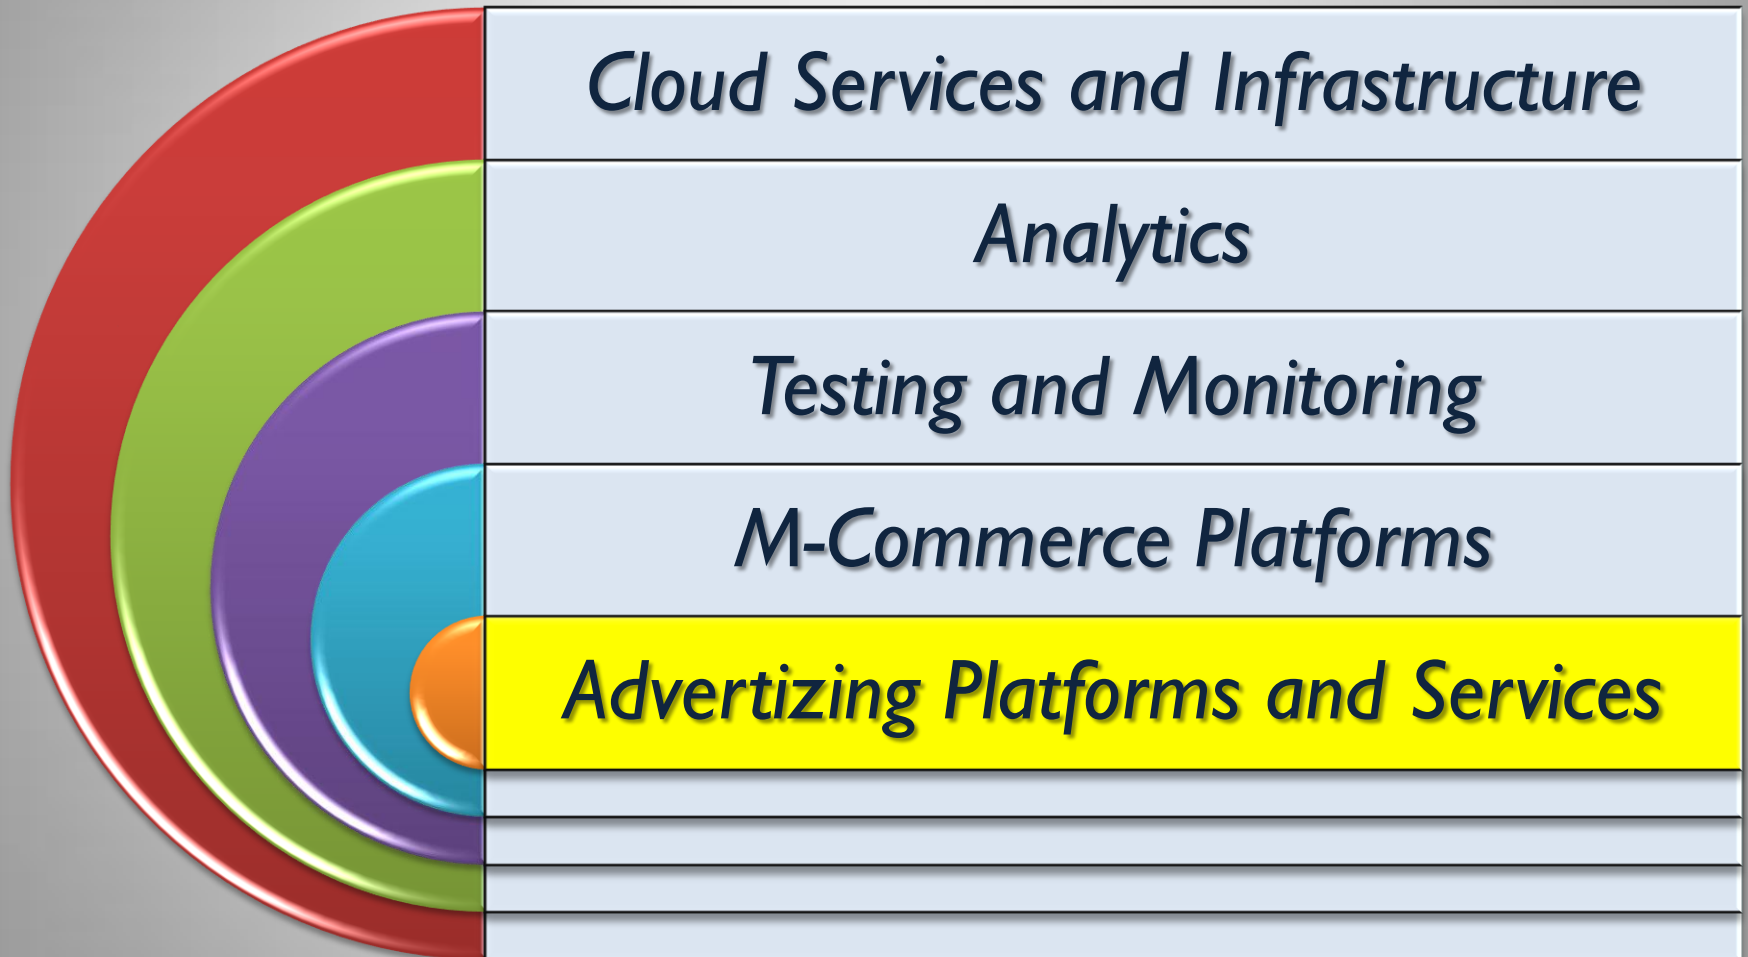 Cloud Services and Infrastructure
Analytics
Testing and Monitoring
M-Commerce Platforms
Advertizing Platforms and Services